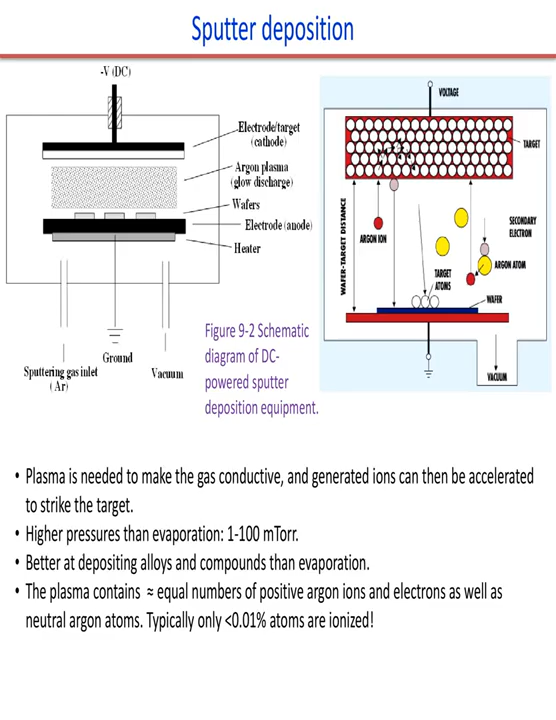 Sputter deposition
-V (DC)
Electrode/target
(cathode)
Argon plasma
(glow discharge)
Wafers
Electrode (anode)
Heater
Ground
Sputtering gas inlet
( Ar)
Vacuum
VOLTAGE
TARGET
WAFER-TARGET DISTANCE
ARGON ION
SECONDARY
ELECTRON
ARGON ATOM
TARGET
ATOMS
WAFER
VACUUM
Figure 9-2 Schematic
diagram of DC-
powered sputter
deposition equipment.
• Plasma is needed to make the gas conductive, and generated ions can then be accelerated
to strike the target.
• Higher pressures than evaporation: 1-100 mTorr.
• Better at depositing alloys and compounds than evaporation.
• The plasma contains ≈ equal numbers of positive argon ions and electrons as well as
neutral argon atoms. Typically only <0.01% atoms are ionized!